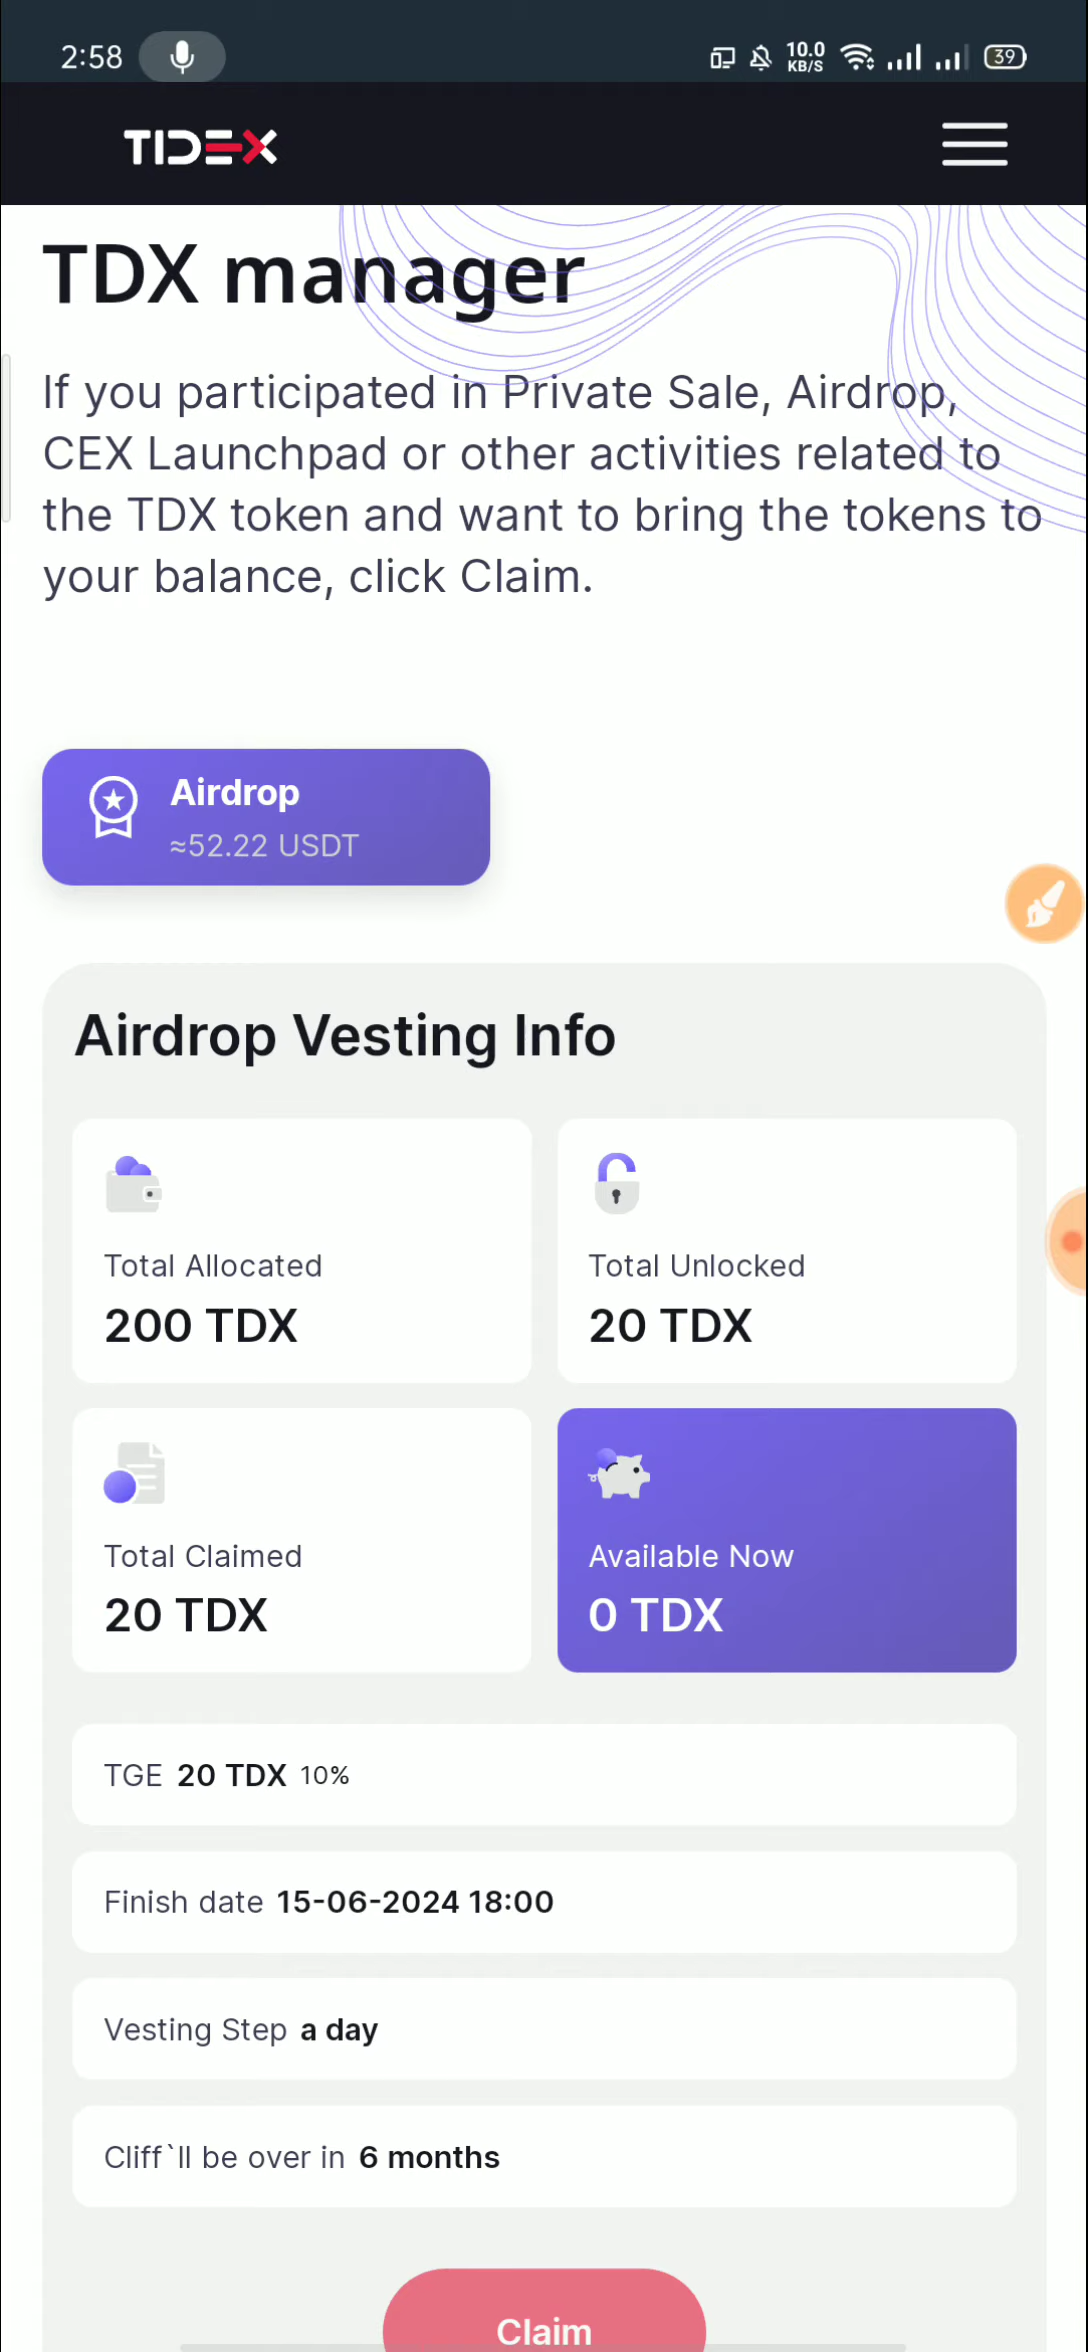 2:58
10.0
KB/S
39
TIDEX
TDX manager
If you participated in Private Sale, Airdrop,
CEX Launchpad or other activities related to
the TDX token and want to bring the tokens to
your balance, click Claim.
Airdrop
≈52.22 USDT
Airdrop Vesting Info
Total Allocated
200 TDX
Total Unlocked
20 TDX
Total Claimed
20 TDX
Available Now
0 TDX
TGE 20 TDX 10%
Finish date 15-06-2024 18:00
Vesting Step a day
Cliff`ll be over in 6 months
Claim